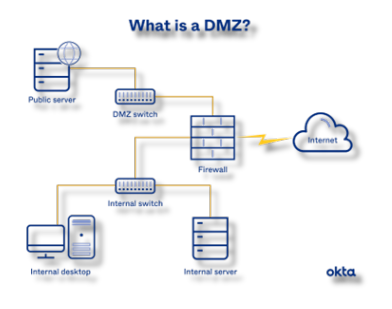 What is a DMZ?
Public server
DMZ switch
Internet
Firewall
Internal switch
Internal desktop
Internal server
okta